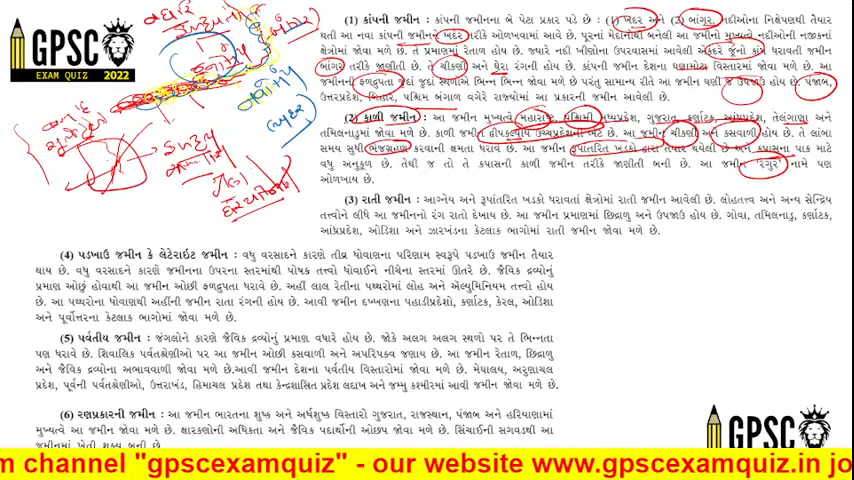 GPSC
EXAM QUIZ 2022
(1) કાંપની જમીન : કાંપની જમીનના બે પેટા પ્રકાર પડે છે : (1) ખદર અને (2) બાંગુર. નદીઓના નિક્ષેપણથી તૈયાર
થતી આ નવા કાંપની જમીનને ખદર તરીકે ઓળખવામાં આવે છે. પૂરનાં મેદાનોથી બનેલી આ જમીનો મુખ્યત્વે નદીઓની નજીકનાં
ક્ષેત્રોમાં જોવા મળે છે. તે પ્રમાણમાં રેતાળ હોય છે. જ્યારે નદી ખીણોના ઉપરવાસમાં આવેલી જૂનો કાંપ ધરાવતી જમીન
બાંગર તરીકે જાણીતી છે. તે ચીકણી અને ઘેરા રંગની હોય છે. કાંપની જમીન દેશના ઘણામોટા વિસ્તારમાં જોવા મળે છે. આ
જમીનની ફળદ્રુપતા જુદાં જુદાં સ્થળોએ ભિન્ન ભિન્ન જોવા મળે છે પરંતુ સામાન્ય રીતે આ જમીન ઘણી જ ઉપજાઉ હોય છે. પંજાબ,
ઉત્તરપ્રદેશ, બિહાર, પશ્ચિમ બંગાળ વગેરે રાજ્યોમાં આ પ્રકારની જમીન આવેલી છે.
(2) કાળી જમીન : આ જમીન મુખ્યત્વે મહારાષ્ટ્ર, પશ્ચિમી મધ્યપ્રદેશ, ગુજરાત, કર્ણાટક, આંધ્રપ્રદેશ, તેલંગાણા અને
તમિલનાડુમાં જોવા મળે છે. કાળી જમીન દ્વીપકલ્પીય ઉચ્ચપ્રદેશની ભેટ છે. આ જમીન ચીકણી અને કસવાળી હોય છે. તે લાંબા
સમય સુધી ભેજગ્રહણ કરવાની ક્ષમતા ધરાવે છે. આ જમીન રૂપાંતરિત ખડકો દ્વારા તૈયાર થયેલી છે અને કપાસના પાક માટે
વધુ અનુકૂળ છે. તેથી જ તો તે કપાસની કાળી જમીન તરીકે જાણીતી બની છે. આ જમીન 'રેગુર' નામે પણ
ઓળખાય છે.
(3) રાતી જમીન : આગ્નેય અને રૂપાંતરિત ખડકો ધરાવતાં ક્ષેત્રોમાં રાતી જમીન આવેલી છે. લોહતત્ત્વ અને અન્ય સેન્દ્રિય
તત્ત્વોને લીધે આ જમીનનો રંગ રાતો દેખાય છે. આ જમીન પ્રમાણમાં છિદ્રાળુ અને ઉપજાઉ હોય છે. ગોવા, તમિલનાડુ, કર્ણાટક,
આંધ્રપ્રદેશ, ઓડિશા અને ઝારખંડના કેટલાક ભાગોમાં રાતી જમીન જોવા મળે છે.
(4) પડખાઉ જમીન કે લેટેરાઇટ જમીન : વધુ વરસાદને કારણે તીવ્ર ધોવાણના પરિણામ સ્વરૂપે પડખાઉ જમીન તૈયાર
થાય છે. વધુ વરસાદને કારણે જમીનના ઉપરના સ્તરમાંથી પોષક તત્ત્વો ધોવાઈને નીચેના સ્તરમાં ઊતરે છે. જૈવિક દ્રવ્યોનું
પ્રમાણ ઓછું હોવાથી આ જમીન ઓછી ફળદ્રુપતા ધરાવે છે. અહીં લાલ રેતીના પથ્થરોમાં લોહ અને ઍલ્યુમિનિયમ તત્ત્વો હોય
છે. આ પથ્થરોના ધોવાણથી અહીંની જમીન રાતા રંગની હોય છે. આવી જમીન દખ્ખણના પહાડીપ્રદેશો, કર્ણાટક, કેરલ, ઓડિશા
અને પૂર્વોત્તરના કેટલાક ભાગોમાં જોવા મળે છે.
(5) પર્વતીય જમીન : જંગલોને કારણે જૈવિક દ્રવ્યોનું પ્રમાણ વધારે હોય છે. જોકે અલગ અલગ સ્થળો પર તે ભિન્નતા
પણ ધરાવે છે. શિવાલિક પર્વતશ્રેણીઓ પર આ જમીન ઓછી કસવાળી અને અપરિપક્વ જણાય છે. આ જમીન રેતાળ, છિદ્રાળુ
અને જૈવિક દ્રવ્યોના અભાવવાળી જોવા મળે છે.આવી જમીન દેશના પર્વતીય વિસ્તારોમાં જોવા મળે છે. મેઘાલય, અરુણાચલ
પ્રદેશ, પૂર્વની પર્વતશ્રેણીઓ, ઉત્તરાખંડ, હિમાચલ પ્રદેશ તથા કેન્દ્રશાસિત પ્રદેશ લદાખ અને જમ્મુ કાશ્મીરમાં આવી જમીન જોવા મળે છે.
(6) રણપ્રકારની જમીન : આ જમીન ભારતના શુષ્ક અને અર્ધશુષ્ક વિસ્તારો ગુજરાત, રાજસ્થાન, પંજાબ અને હરિયાણામાં
મુખ્યત્વે આ જમીન જોવા મળે છે. ક્ષારકણોની અધિકતા અને જૈવિક પદાર્થોની ઓછપ જોવા મળે છે. સિંચાઈની સગવડથી આ
જમીનમાં ખેતી શક્ય બની છે.
GPSC
m channel "gpscexamquiz" - our website www.gpscexamquiz.in jo